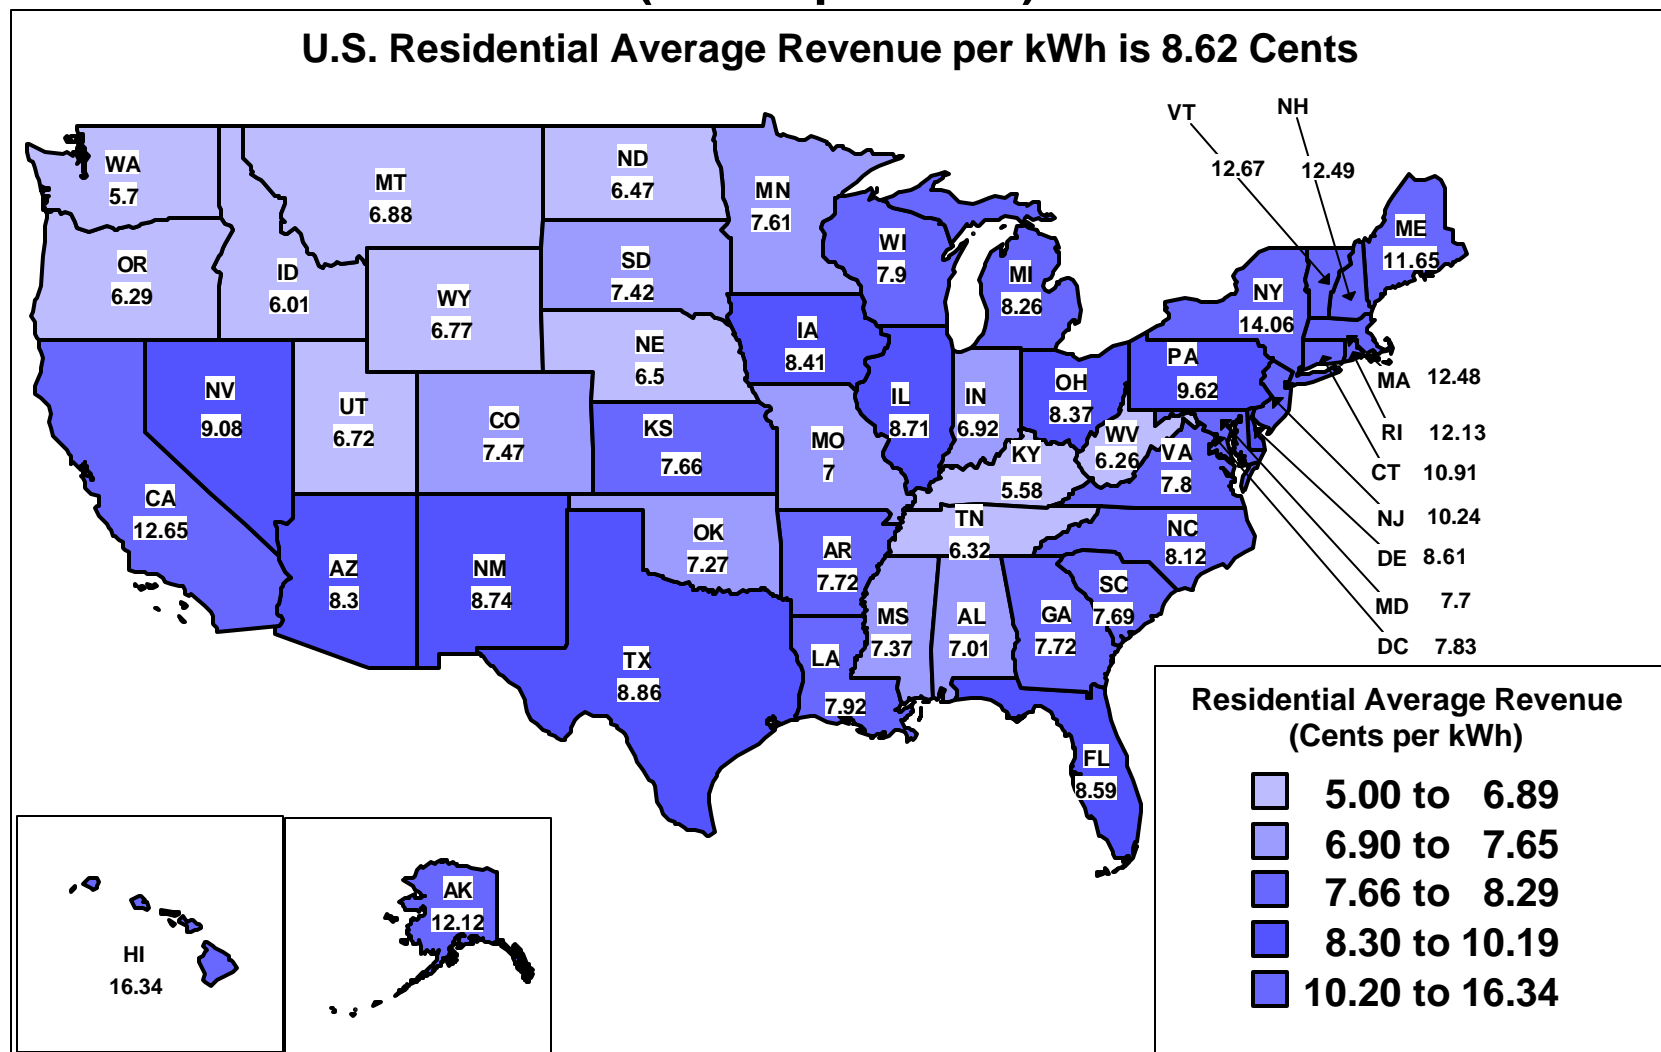 U.S. Residential Average Revenue per kWh is 8.62 Cents
VT
12.67
NH
12.49
WA
5.7
MT
6.88
ND
6.47
MN
7.61
ME
11.65
OR
6.29
ID
6.01
WY
6.77
SD
7.42
WI
7.9
MI
8.26
NY
14.06
NV
9.08
UT
6.72
CO
7.47
NE
6.5
IA
8.41
IL
8.71
IN
6.92
OH
8.37
PA
9.62
MA 12.48
RI 12.13
CT 10.91
NJ 10.24
DE 8.61
MD 7.7
DC 7.83
CA
12.65
KS
7.66
MO
7
KY
5.58
WV
6.26
VA
7.8
AZ
8.3
NM
8.74
OK
7.27
AR
7.72
TN
6.32
NC
8.12
SC
7.69
MS
7.37
AL
7.01
GA
7.72
TX
8.86
LA
7.92
FL
8.59
HI
16.34
AK
12.12
Residential Average Revenue
(Cents per kWh)
5.00 to 6.89
6.90 to 7.65
7.66 to 8.29
8.30 to 10.19
10.20 to 16.34